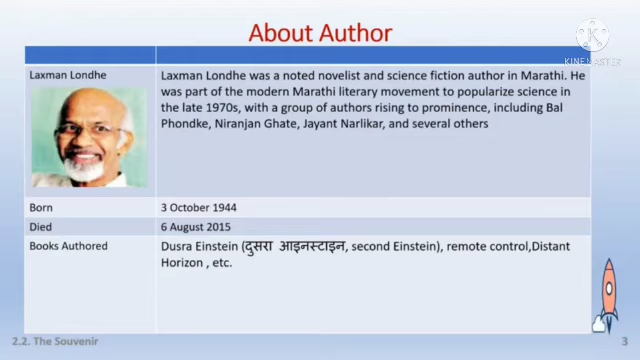 About Author
KINEMASTER
Laxman Londhe
Laxman Londhe was a noted novelist and science fiction author in Marathi. He
was part of the modern Marathi literary movement to popularize science in
the late 1970s, with a group of authors rising to prominence, including Bal
Phondke, Niranjan Ghate, Jayant Narlikar, and several others
Born
3 October 1944
Died
6 August 2015
Books Authored
Dusra Einstein (दुसरा आइनस्टाइन, second Einstein), remote control,Distant
Horizon , etc.
2.2. The Souvenir
3